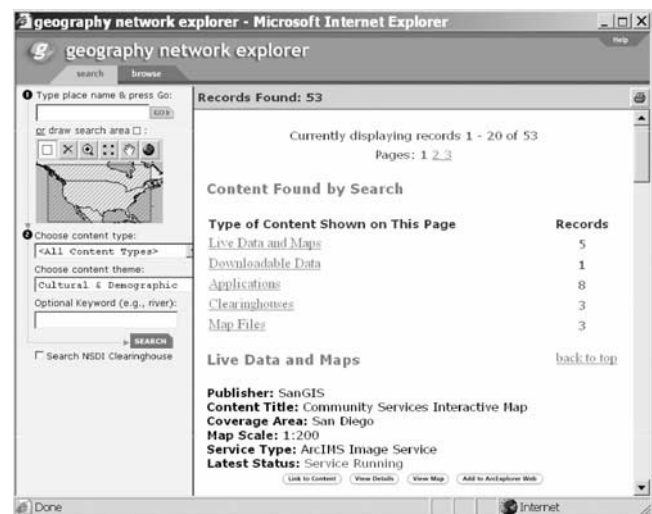 geography network explorer - Microsoft Internet Explorer
g geography network explorer
Help
search browse
1 Type place name & press Go:
GO
or draw search area :
2 Choose content type:
<All Content Types>
Choose content theme:
Cultural & Demographic
Optional Keyword (e.g., river):
SEARCH
Search NSDI Clearinghouse
Records Found: 53
Currently displaying records 1 - 20 of 53
Pages: 1 2 3
Content Found by Search
Type of Content Shown on This Page Records
Live Data and Maps 5
Downloadable Data 1
Applications 8
Clearinghouses 3
Map Files 3
Live Data and Maps back to top
Publisher: SanGIS
Content Title: Community Services Interactive Map
Coverage Area: San Diego
Map Scale: 1:200
Service Type: ArcIMS Image Service
Latest Status: Service Running
Link to Content View Details View Map Add to ArcExplorer Web
Done Internet